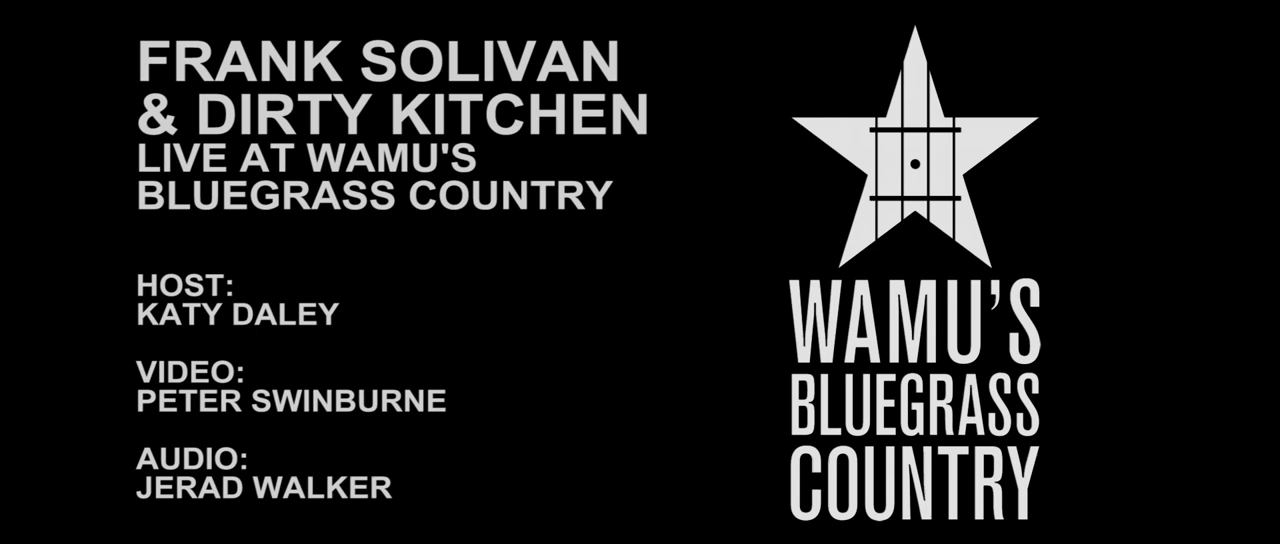 FRANK SOLIVAN
& DIRTY KITCHEN
LIVE AT WAMU'S
BLUEGRASS COUNTRY
HOST:
KATY DALEY
VIDEO:
PETER SWINBURNE
AUDIO:
JERAD WALKER
WAMU'S
BLUEGRASS
COUNTRY